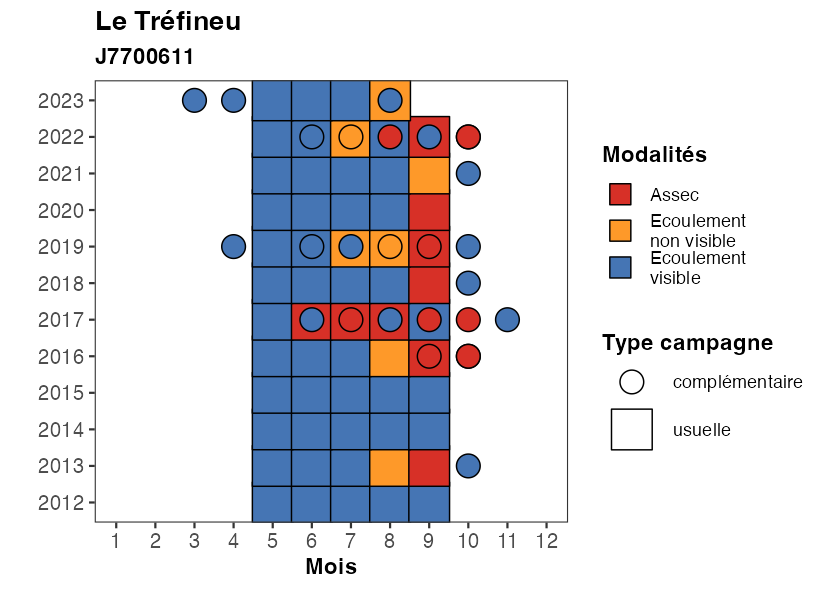 Le Tréfineu
J7700611
2023
2022
2021
2020
2019
2018
2017
2016
2015
2014
2013
2012
1 2 3 4 5 6 7 8 9 10 11 12
Mois
Modalités
Assec
Ecoulement
non visible
Ecoulement
visible
Type campagne
complémentaire
usuelle